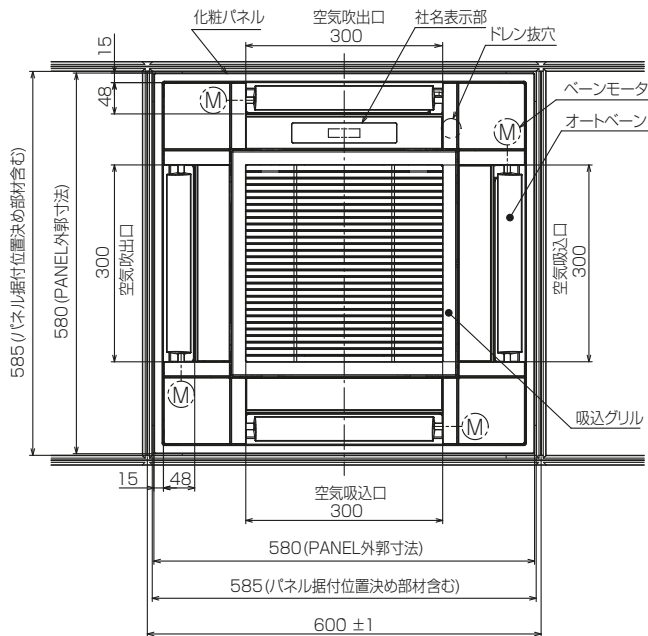 化粧パネル
空気吹出口
300
社名表示部
ドレン抜穴
ベーンモータ
オートベーン
15
48
M
M
585(パネル据付位置決め部材含む)
580(PANEL外郭寸法)
300
空気吹出口
空気吸込口
300
M
M
吸込グリル
15
48
空気吸込口
300
580(PANEL外郭寸法)
585(パネル据付位置決め部材含む)
600 ±1